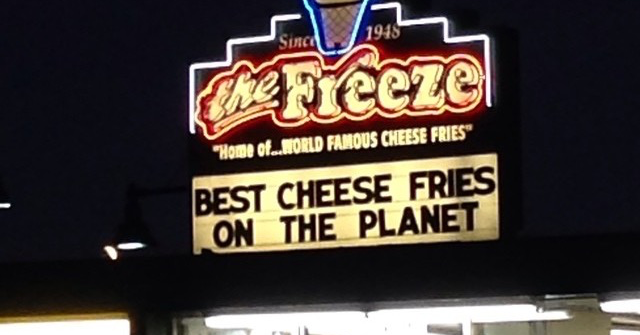 Since 1948
the Freeze
"Home of...WORLD FAMOUS CHEESE FRIES"
BEST CHEESE FRIES
ON THE PLANET